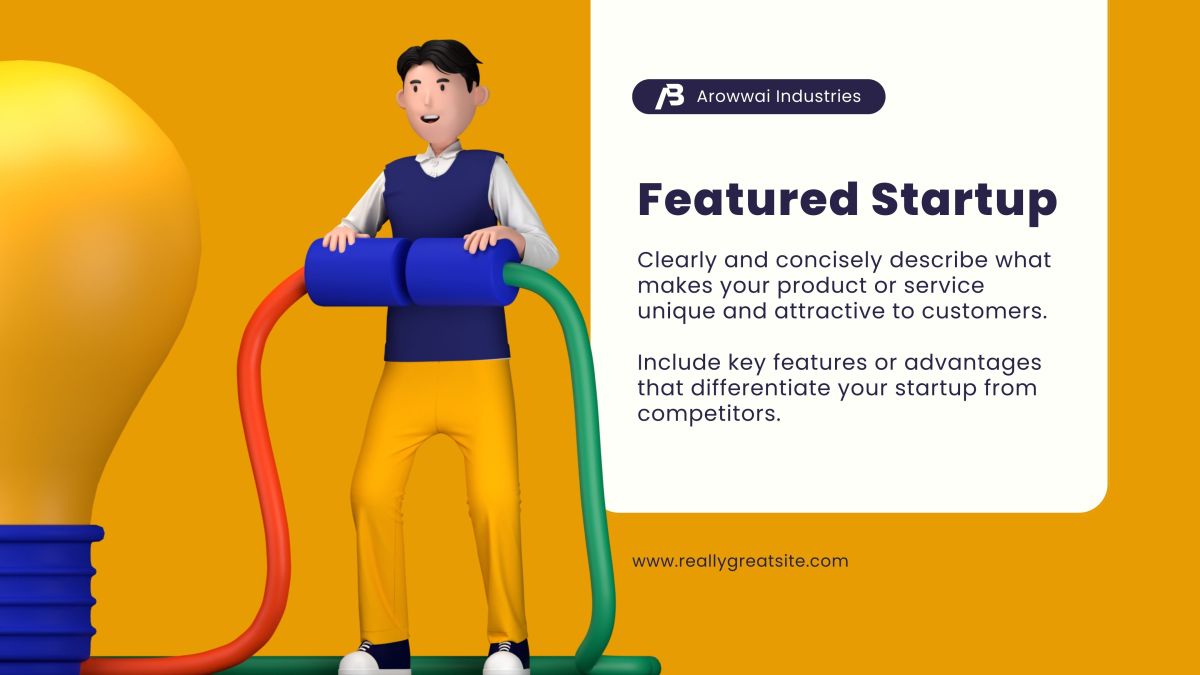 Arowwai Industries
Featured Startup
Clearly and concisely describe what
makes your product or service
unique and attractive to customers.
Include key features or advantages
that differentiate your startup from
competitors.
www.reallygreatsite.com